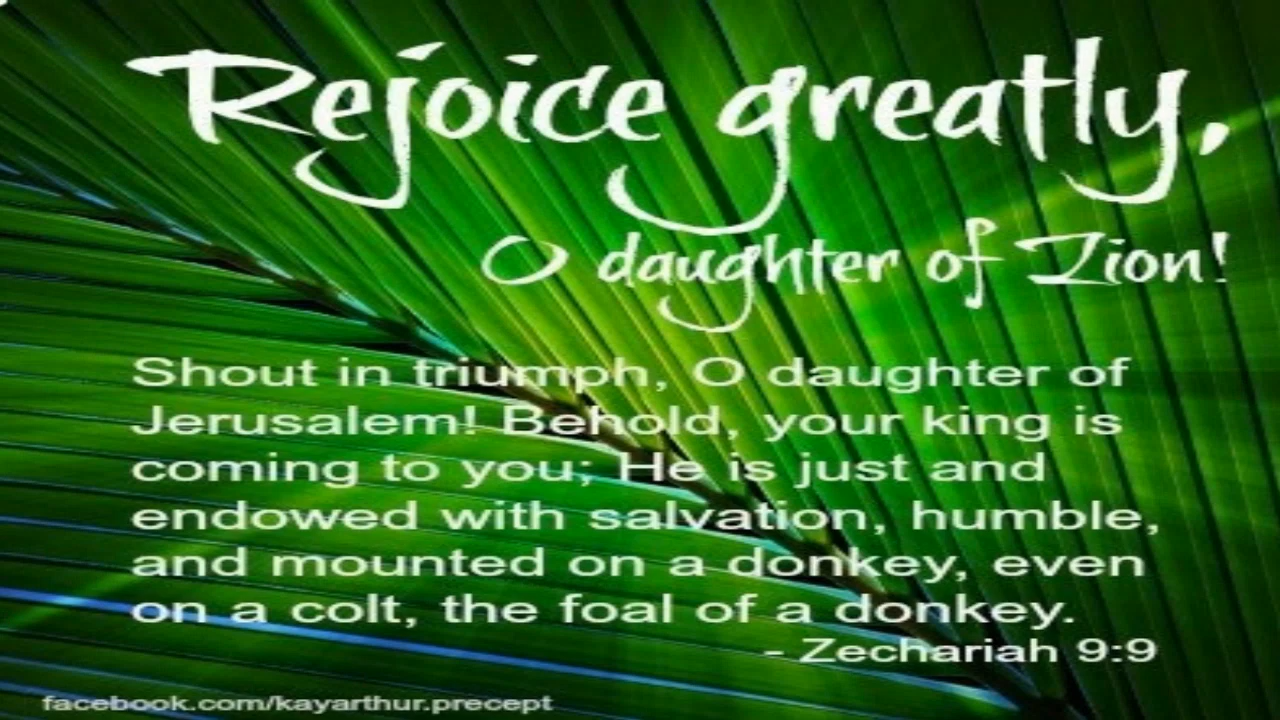 Rejoice greatly,
O daughter of Zion!
Shout in triumph, O daughter of
Jerusalem! Behold, your king is
coming to you; He is just and
endowed with salvation, humble,
and mounted on a donkey, even
on a colt, the foal of a donkey.
- Zechariah 9:9
facebook.com/kayarthur.precept